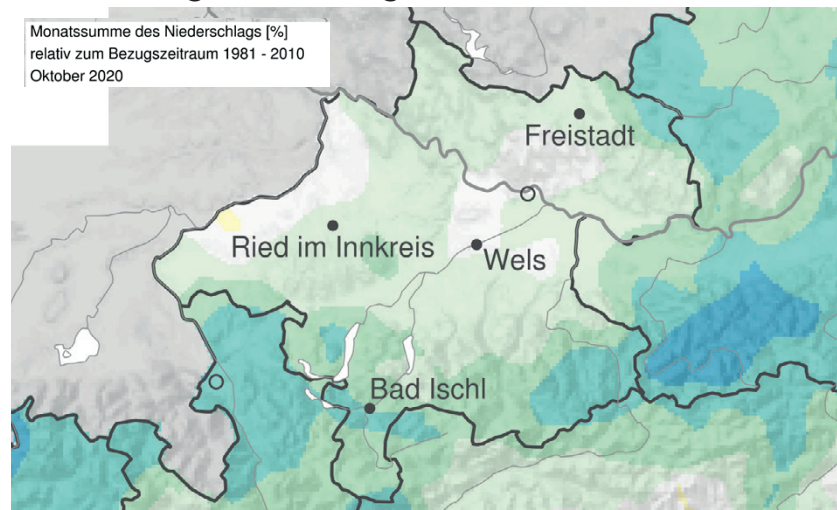 Monatssumme des Niederschlags [%]
relativ zum Bezugszeitraum 1981 - 2010
Oktober 2020
Freistadt
Ried im Innkreis
Wels
Bad Ischl